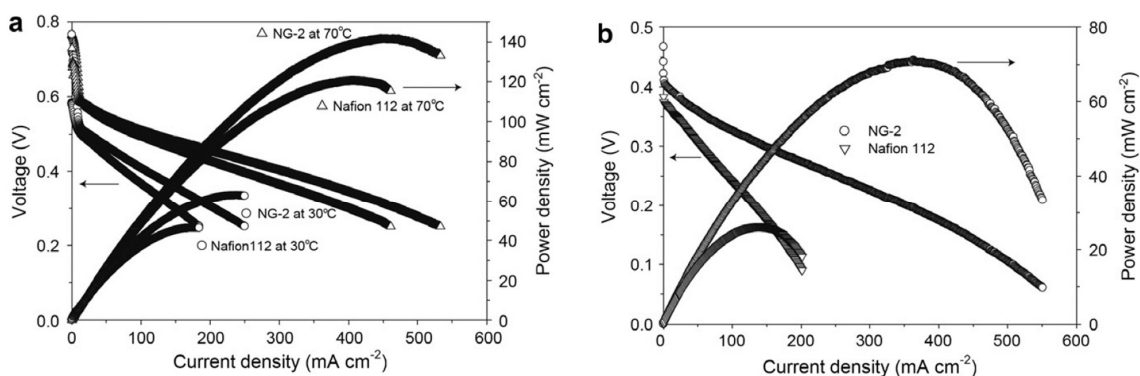 a
0.8
0.6
0.4
0.2
0.0
Voltage (V)
0
100
200
300
400
500
600
Current density (mA cm⁻²)
140
120
100
80
60
40
20
0
Power density (mW cm⁻²)
NG-2 at 70℃
Nafion 112 at 70℃
NG-2 at 30℃
Nafion112 at 30℃
b
0.5
0.4
0.3
0.2
0.1
0.0
Voltage (V)
0
100
200
300
400
500
600
Current density (mA cm⁻²)
80
60
40
20
0
Power density (mW cm⁻²)
NG-2
Nafion 112